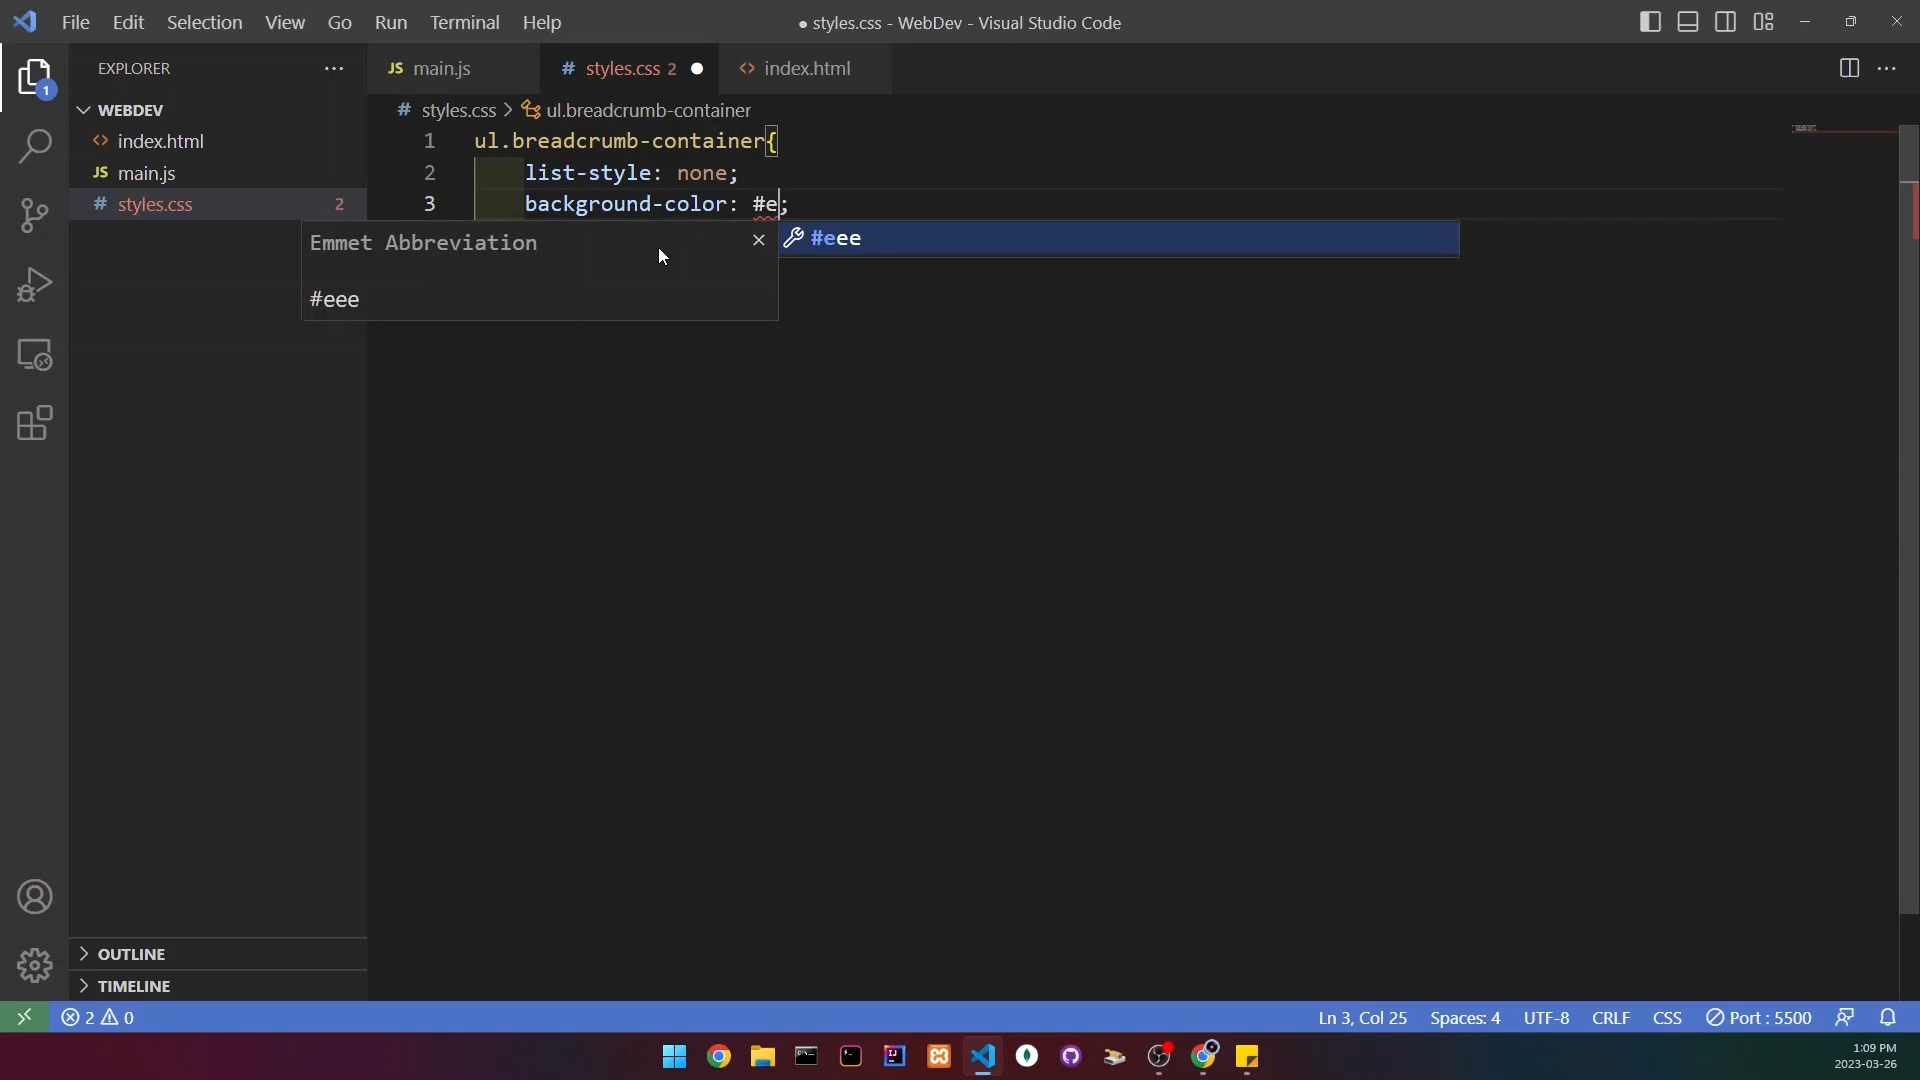 File Edit Selection View Go Run Terminal Help
● styles.css - WebDev - Visual Studio Code
EXPLORER ···
JS main.js
# styles.css 2 ●
<> index.html
1
WEBDEV
<> index.html
JS main.js
# styles.css 2
# styles.css > ul.breadcrumb-container
1 ul.breadcrumb-container{
2 list-style: none;
3 background-color: #e;
Emmet Abbreviation
#eee
#eee
OUTLINE
TIMELINE
2 0
Ln 3, Col 25 Spaces: 4 UTF-8 CRLF CSS Port : 5500
1:09 PM
2023-03-26